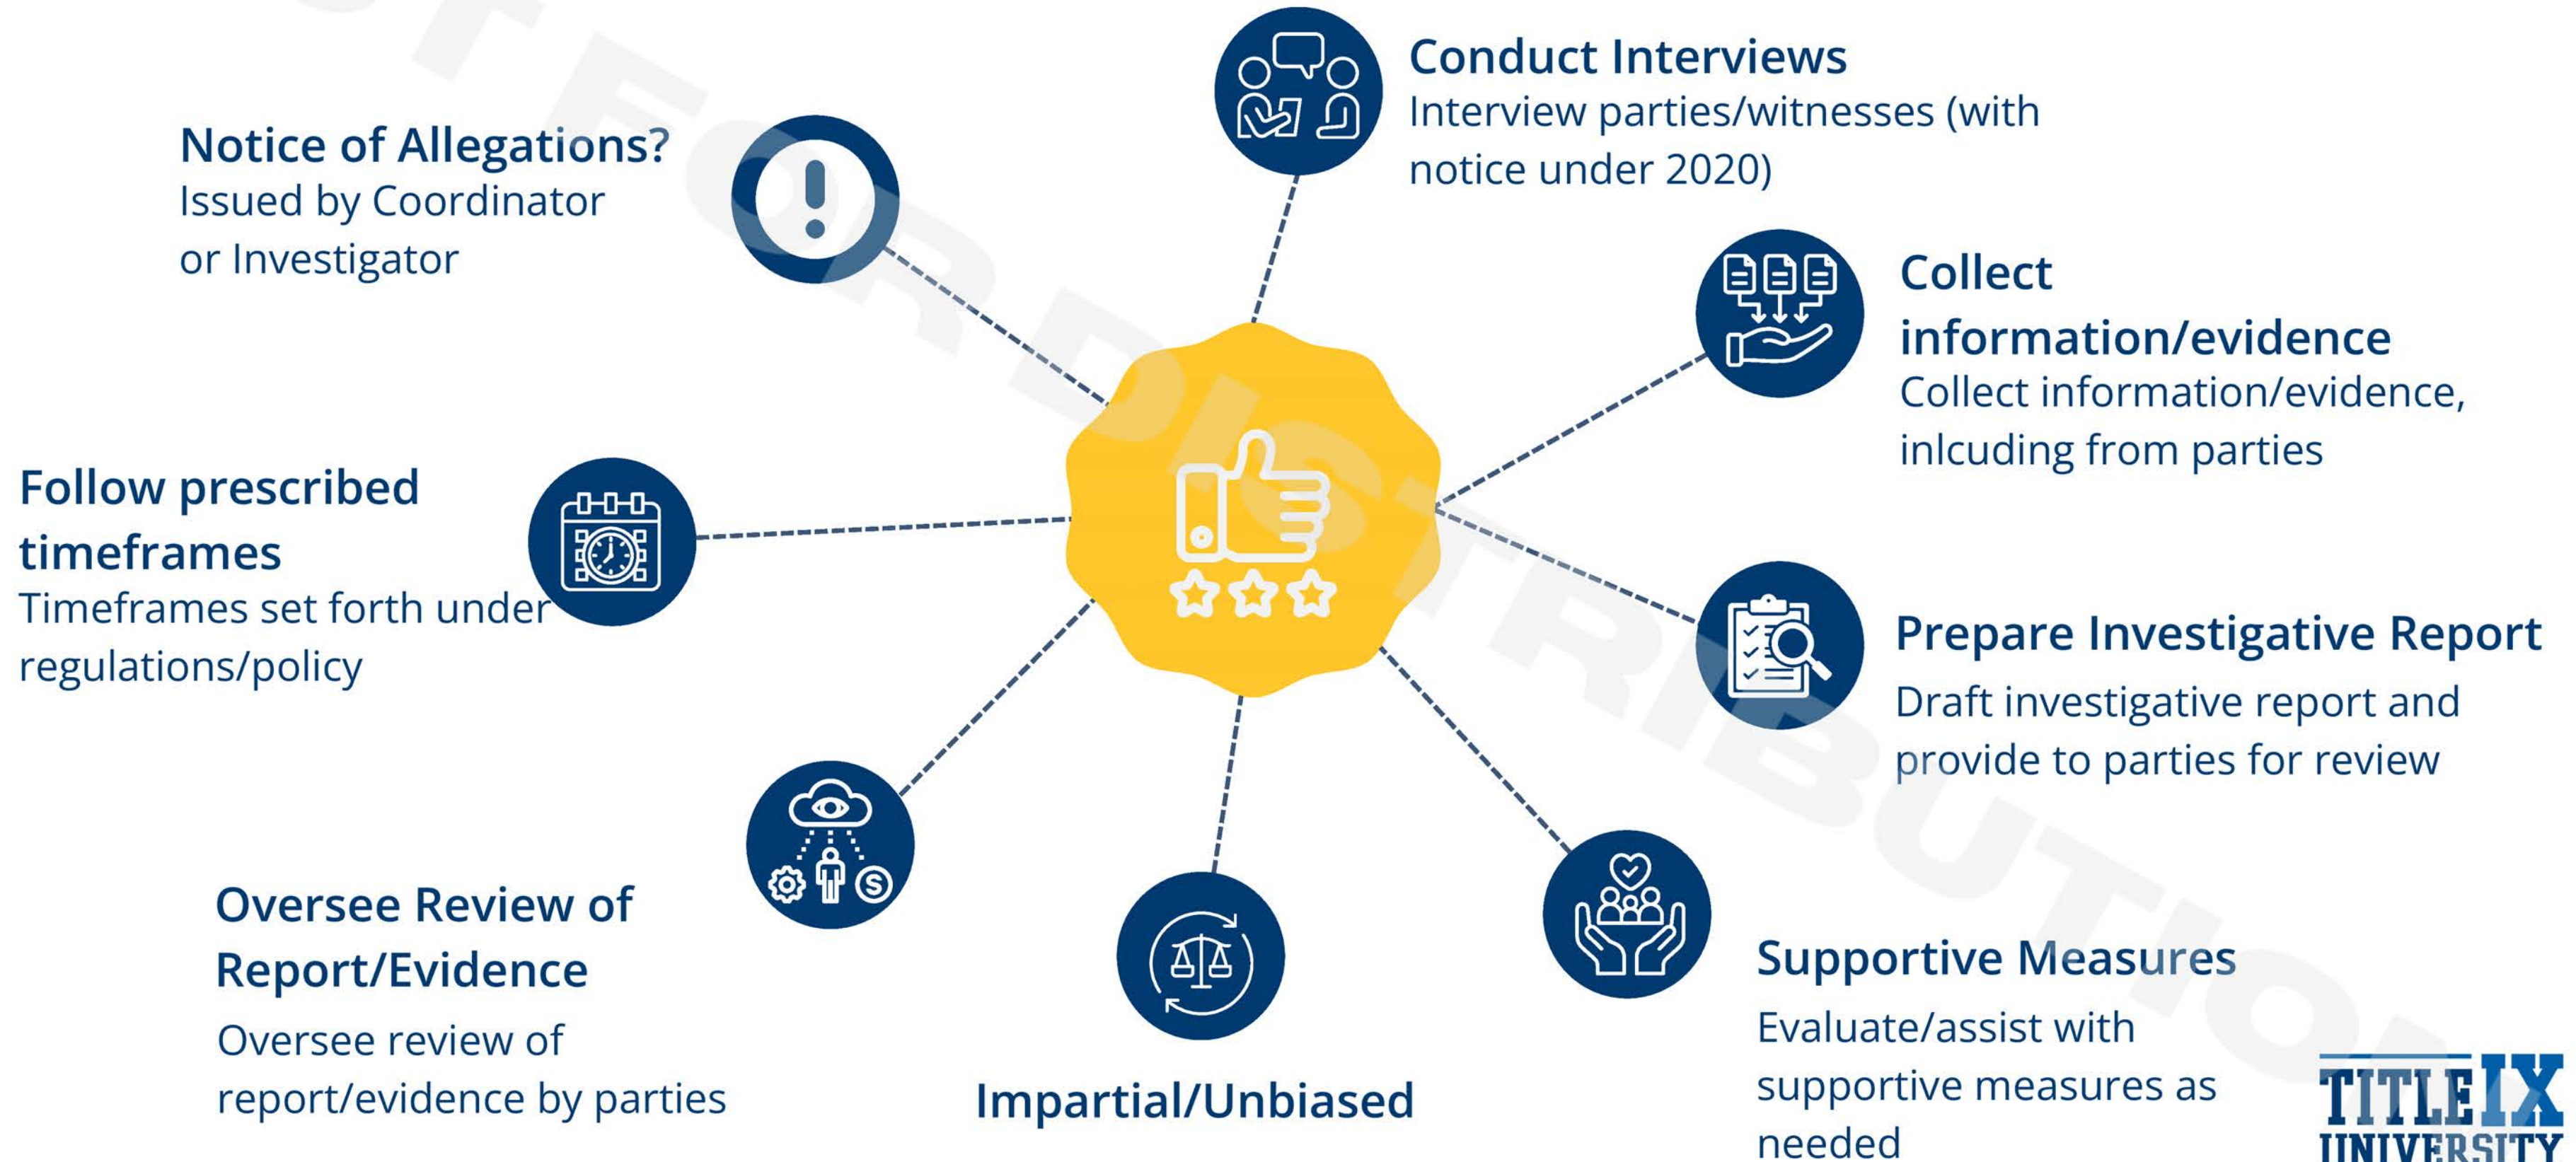 Conduct Interviews
Interview parties/witnesses (with
notice under 2020)
Notice of Allegations?
Issued by Coordinator
or Investigator
Collect
information/evidence
Collect information/evidence,
inlcuding from parties
Follow prescribed
timeframes
Timeframes set forth under
regulations/policy
Prepare Investigative Report
Draft investigative report and
provide to parties for review
Oversee Review of
Report/Evidence
Oversee review of
report/evidence by parties
Impartial/Unbiased
Supportive Measures
Evaluate/assist with
supportive measures as
needed
FOR DISTRIBUTION
TITLE IX
UNIVERSITY